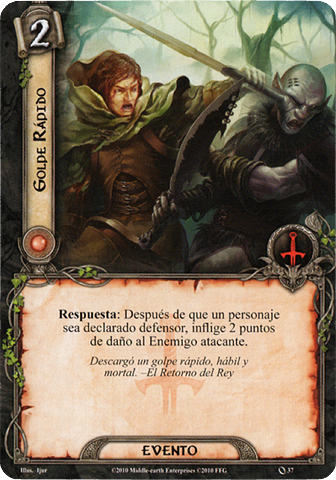 2
Golpe Rápido
Respuesta: Después de que un personaje
sea declarado defensor, inflige 2 puntos
de daño al Enemigo atacante.
Descargó un golpe rápido, hábil y
mortal. –El Retorno del Rey
EVENTO
Illus. Ijur
©2010 Middle-earth Enterprises ©2010 FFG
37